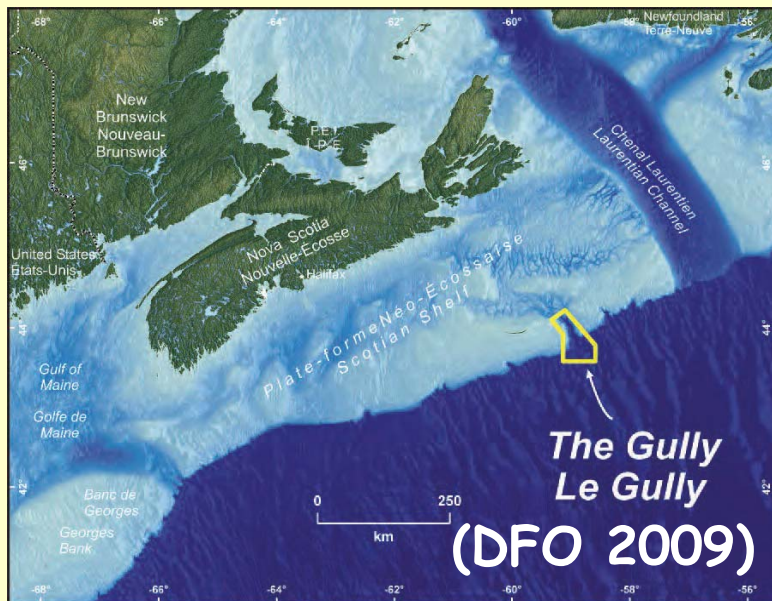 -68° -66° -64° -62° -60° -58° -56°
Newfoundland
Terre-Neuve
New
Brunswick
Nouveau-
Brunswick
P.E.I.
I.-P.-E.
46° 46°
Chenal Laurentien
Laurentian Channel
United States
États-Unis
Nova Scotia
Nouvelle-Écosse
Halifax
Plate-forme Néo-Écossaise
Scotian Shelf
44° 44°
Gulf of
Maine
Golfe de
Maine
The Gully
Le Gully
42° 42°
Banc de
Georges
Georges
Bank
0 250
km
(DFO 2009)
-68° -66° -64° -62° -60° -58° -56°